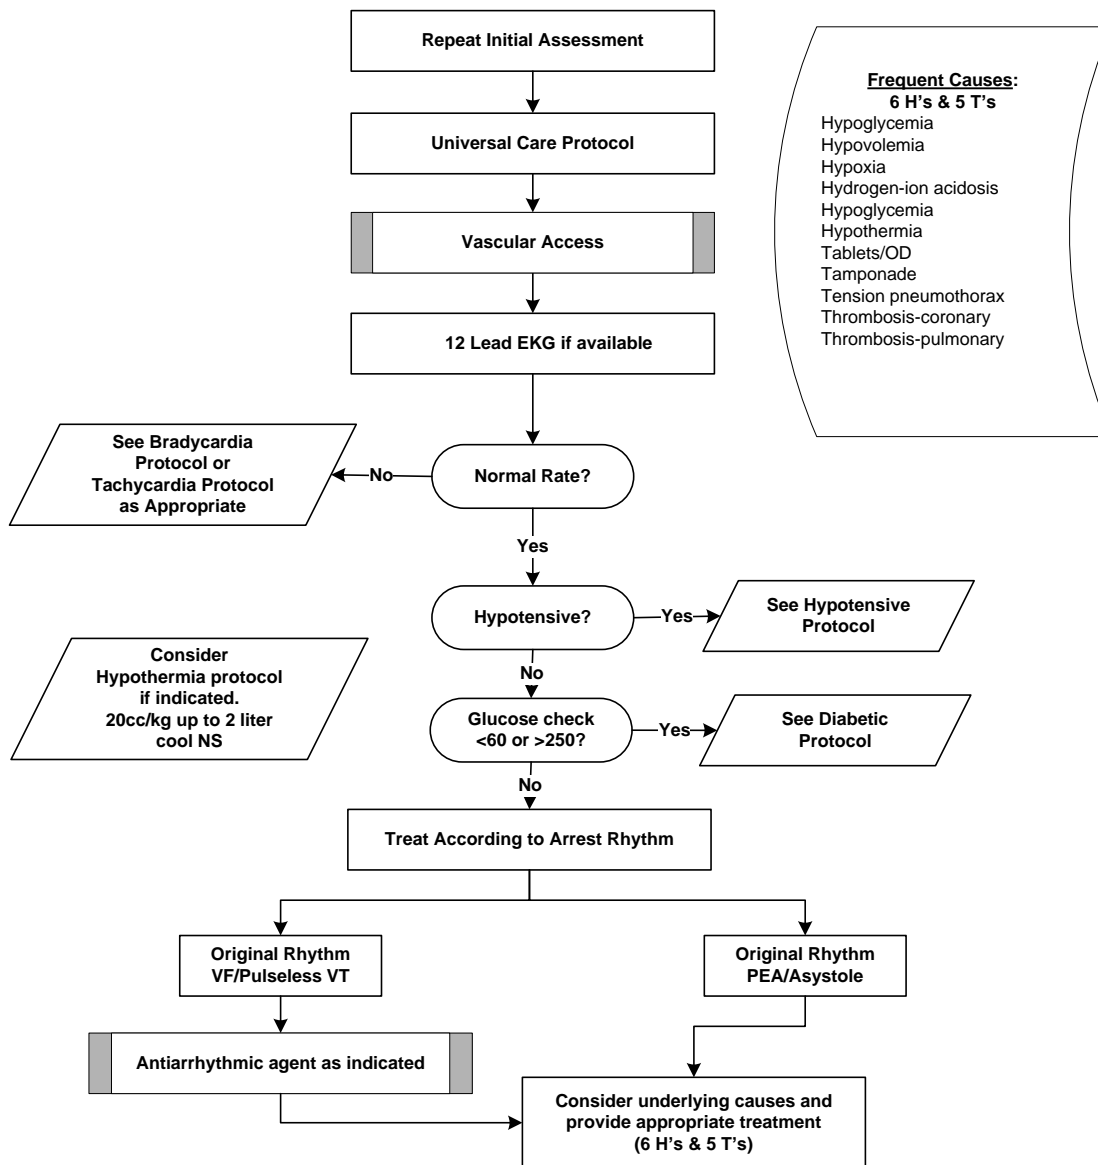 Repeat Initial Assessment
Frequent Causes:
6 H's & 5 T's
Hypoglycemia
Hypovolemia
Hypoxia
Hydrogen-ion acidosis
Hypoglycemia
Hypothermia
Tablets/OD
Tamponade
Tension pneumothorax
Thrombosis-coronary
Thrombosis-pulmonary
Universal Care Protocol
Vascular Access
12 Lead EKG if available
See Bradycardia
Protocol or
Tachycardia Protocol
as Appropriate
No
Normal Rate?
Yes
Hypotensive?
Yes
See Hypotensive
Protocol
Consider
Hypothermia protocol
if indicated.
20cc/kg up to 2 liter
cool NS
No
Glucose check
<60 or >250?
Yes
See Diabetic
Protocol
No
Treat According to Arrest Rhythm
Original Rhythm
VF/Pulseless VT
Original Rhythm
PEA/Asystole
Antiarrhythmic agent as indicated
Consider underlying causes and
provide appropriate treatment
(6 H's & 5 T's)